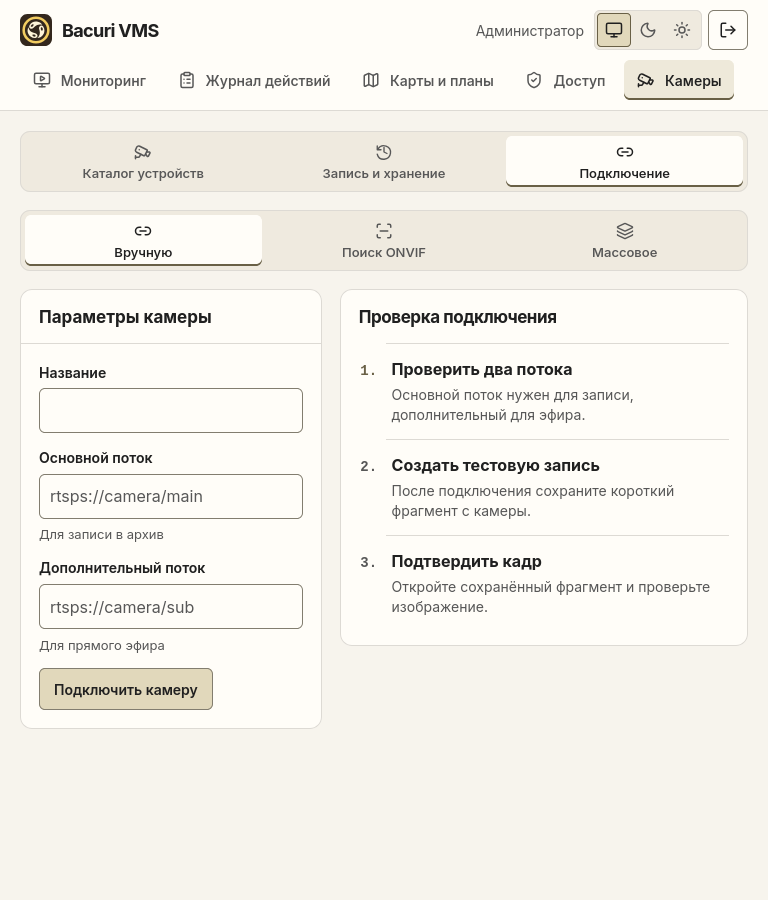 Bacuri VMS
Администратор
Мониторинг
Журнал действий
Карты и планы
Доступ
Камеры
Каталог устройств
Запись и хранение
Подключение
Вручную
Поиск ONVIF
Массовое
Параметры камеры
Название
Основной поток
rtsps://camera/main
Для записи в архив
Дополнительный поток
rtsps://camera/sub
Для прямого эфира
Подключить камеру
Проверка подключения
1. Проверить два потока
Основной поток нужен для записи,
дополнительный для эфира.
2. Создать тестовую запись
После подключения сохраните короткий
фрагмент с камеры.
3. Подтвердить кадр
Откройте сохранённый фрагмент и проверьте
изображение.